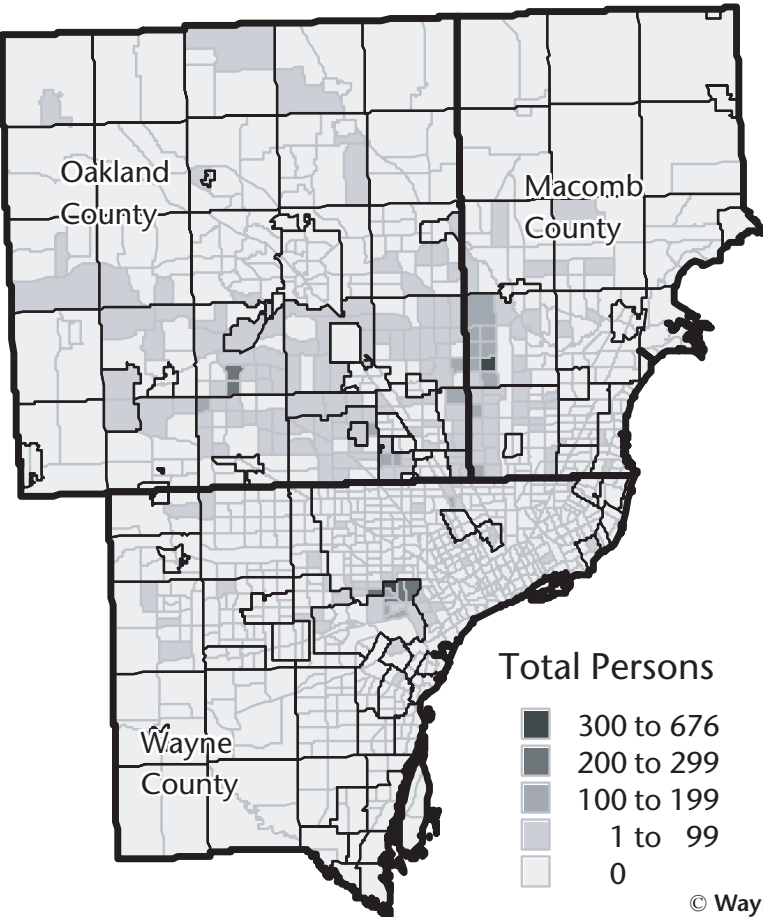 Oakland
County
Macomb
County
Wayne
County
Total Persons
300 to 676
200 to 299
100 to 199
1 to 99
0
© Way